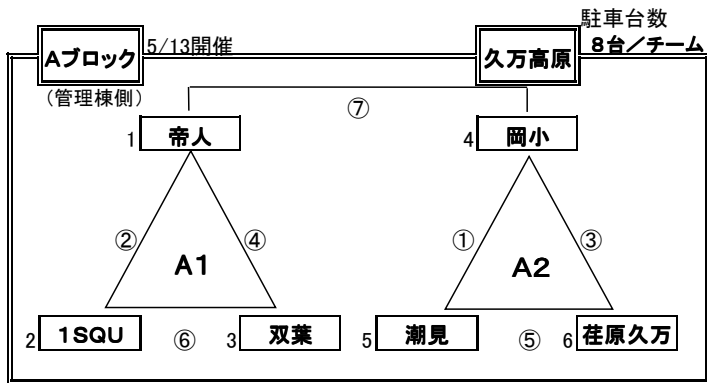 駐車台数
Aブロック 5/13開催 久万高原 8台／チーム
（管理棟側）
⑦
1 帝人 4 岡小
② ④ ① ③
A1 A2
2 1SQU ⑥ 3 双葉 5 潮見 ⑤ 6 荏原久万